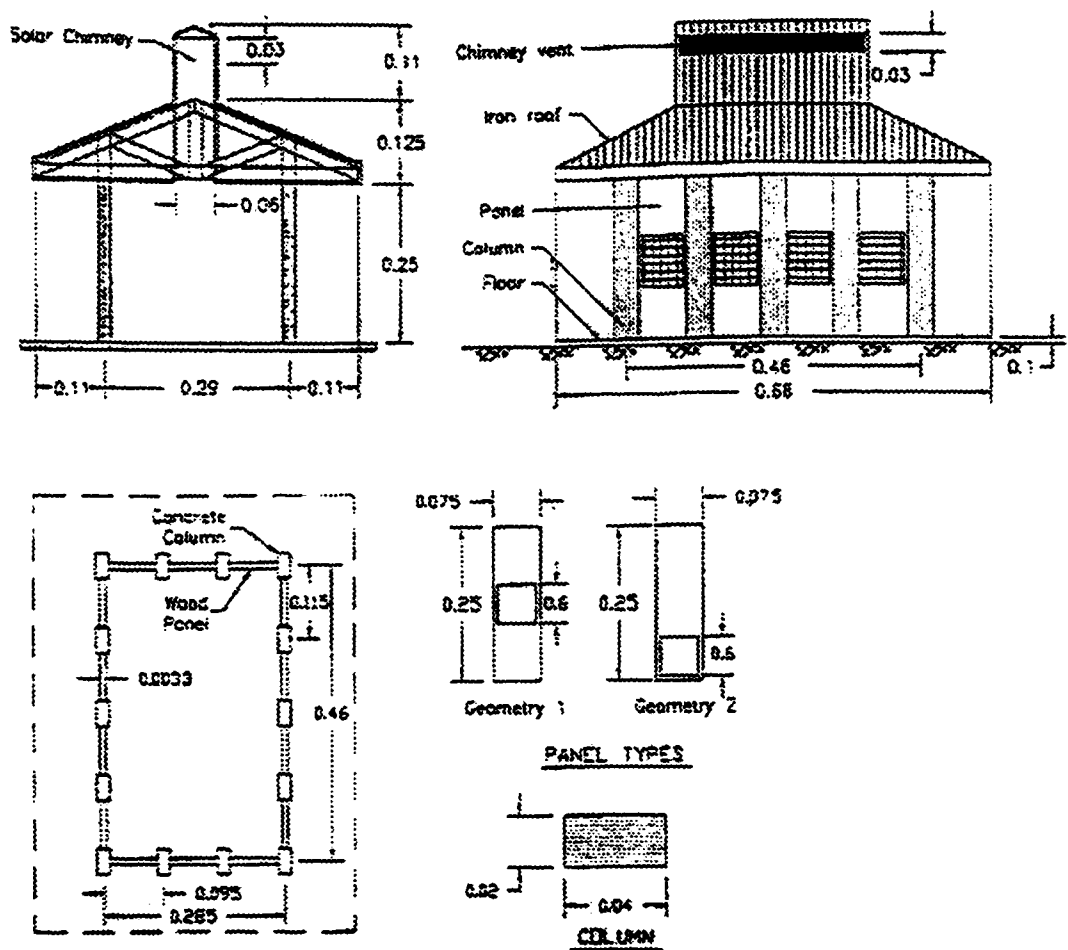 Solar Chimney
0.03
0.11
0.125
0.06
0.25
0.11
0.29
0.11
Chimney vent
0.03
Iron roof
Panel
Column
Floor
0.46
0.68
0.1
Concrete
Column
Wood
Panel
0.115
0.0033
0.46
0.095
0.285
0.075
0.075
0.25
0.6
0.25
0.6
Geometry 1
Geometry 2
PANEL TYPES
0.02
0.04
COLUMN